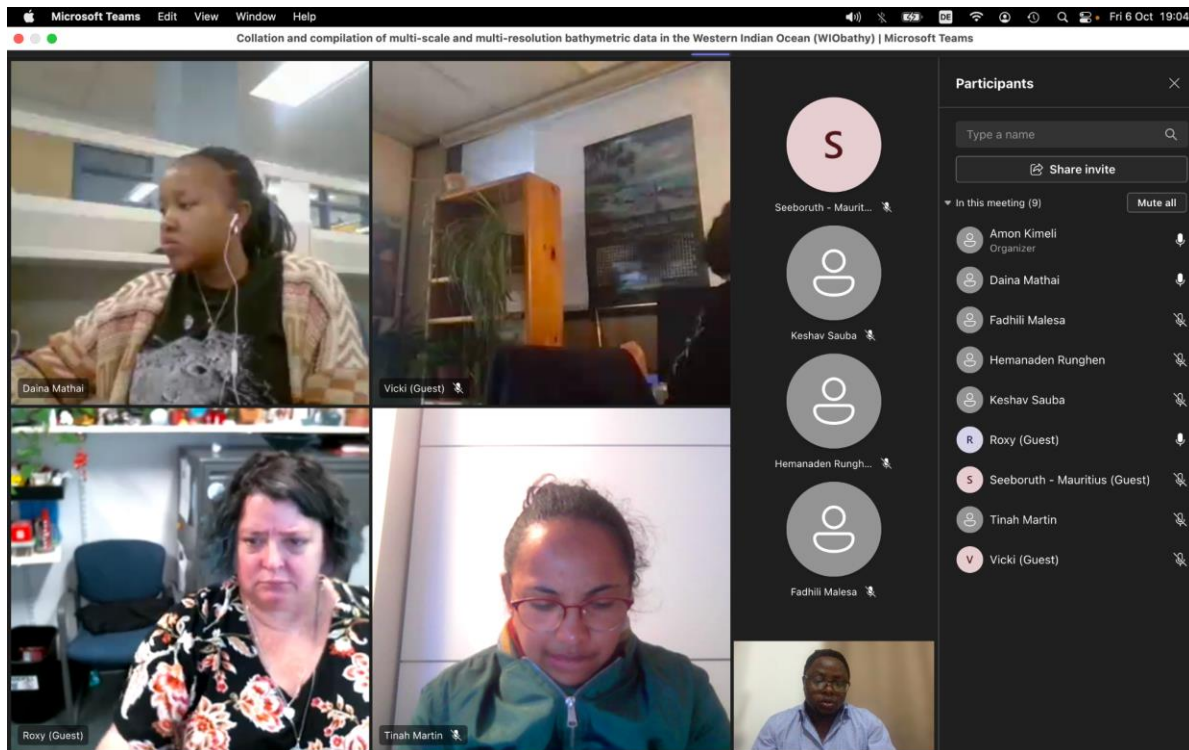 Microsoft Teams Edit View Window Help
DE
Fri 6 Oct 19:04
Collation and compilation of multi-scale and multi-resolution bathymetric data in the Western Indian Ocean (WIObathy) | Microsoft Teams
Daina Mathai
Vicki (Guest)
Roxy (Guest)
Tinah Martin
S
Seeboruth - Maurit...
Keshav Sauba
Hemanaden Rungh...
Fadhili Malesa
Participants
Type a name
Share invite
In this meeting (9)
Mute all
Amon Kimeli
Organizer
Daina Mathai
Fadhili Malesa
Hemanaden Runghen
Keshav Sauba
R
Roxy (Guest)
S
Seeboruth - Mauritius (Guest)
Tinah Martin
V
Vicki (Guest)